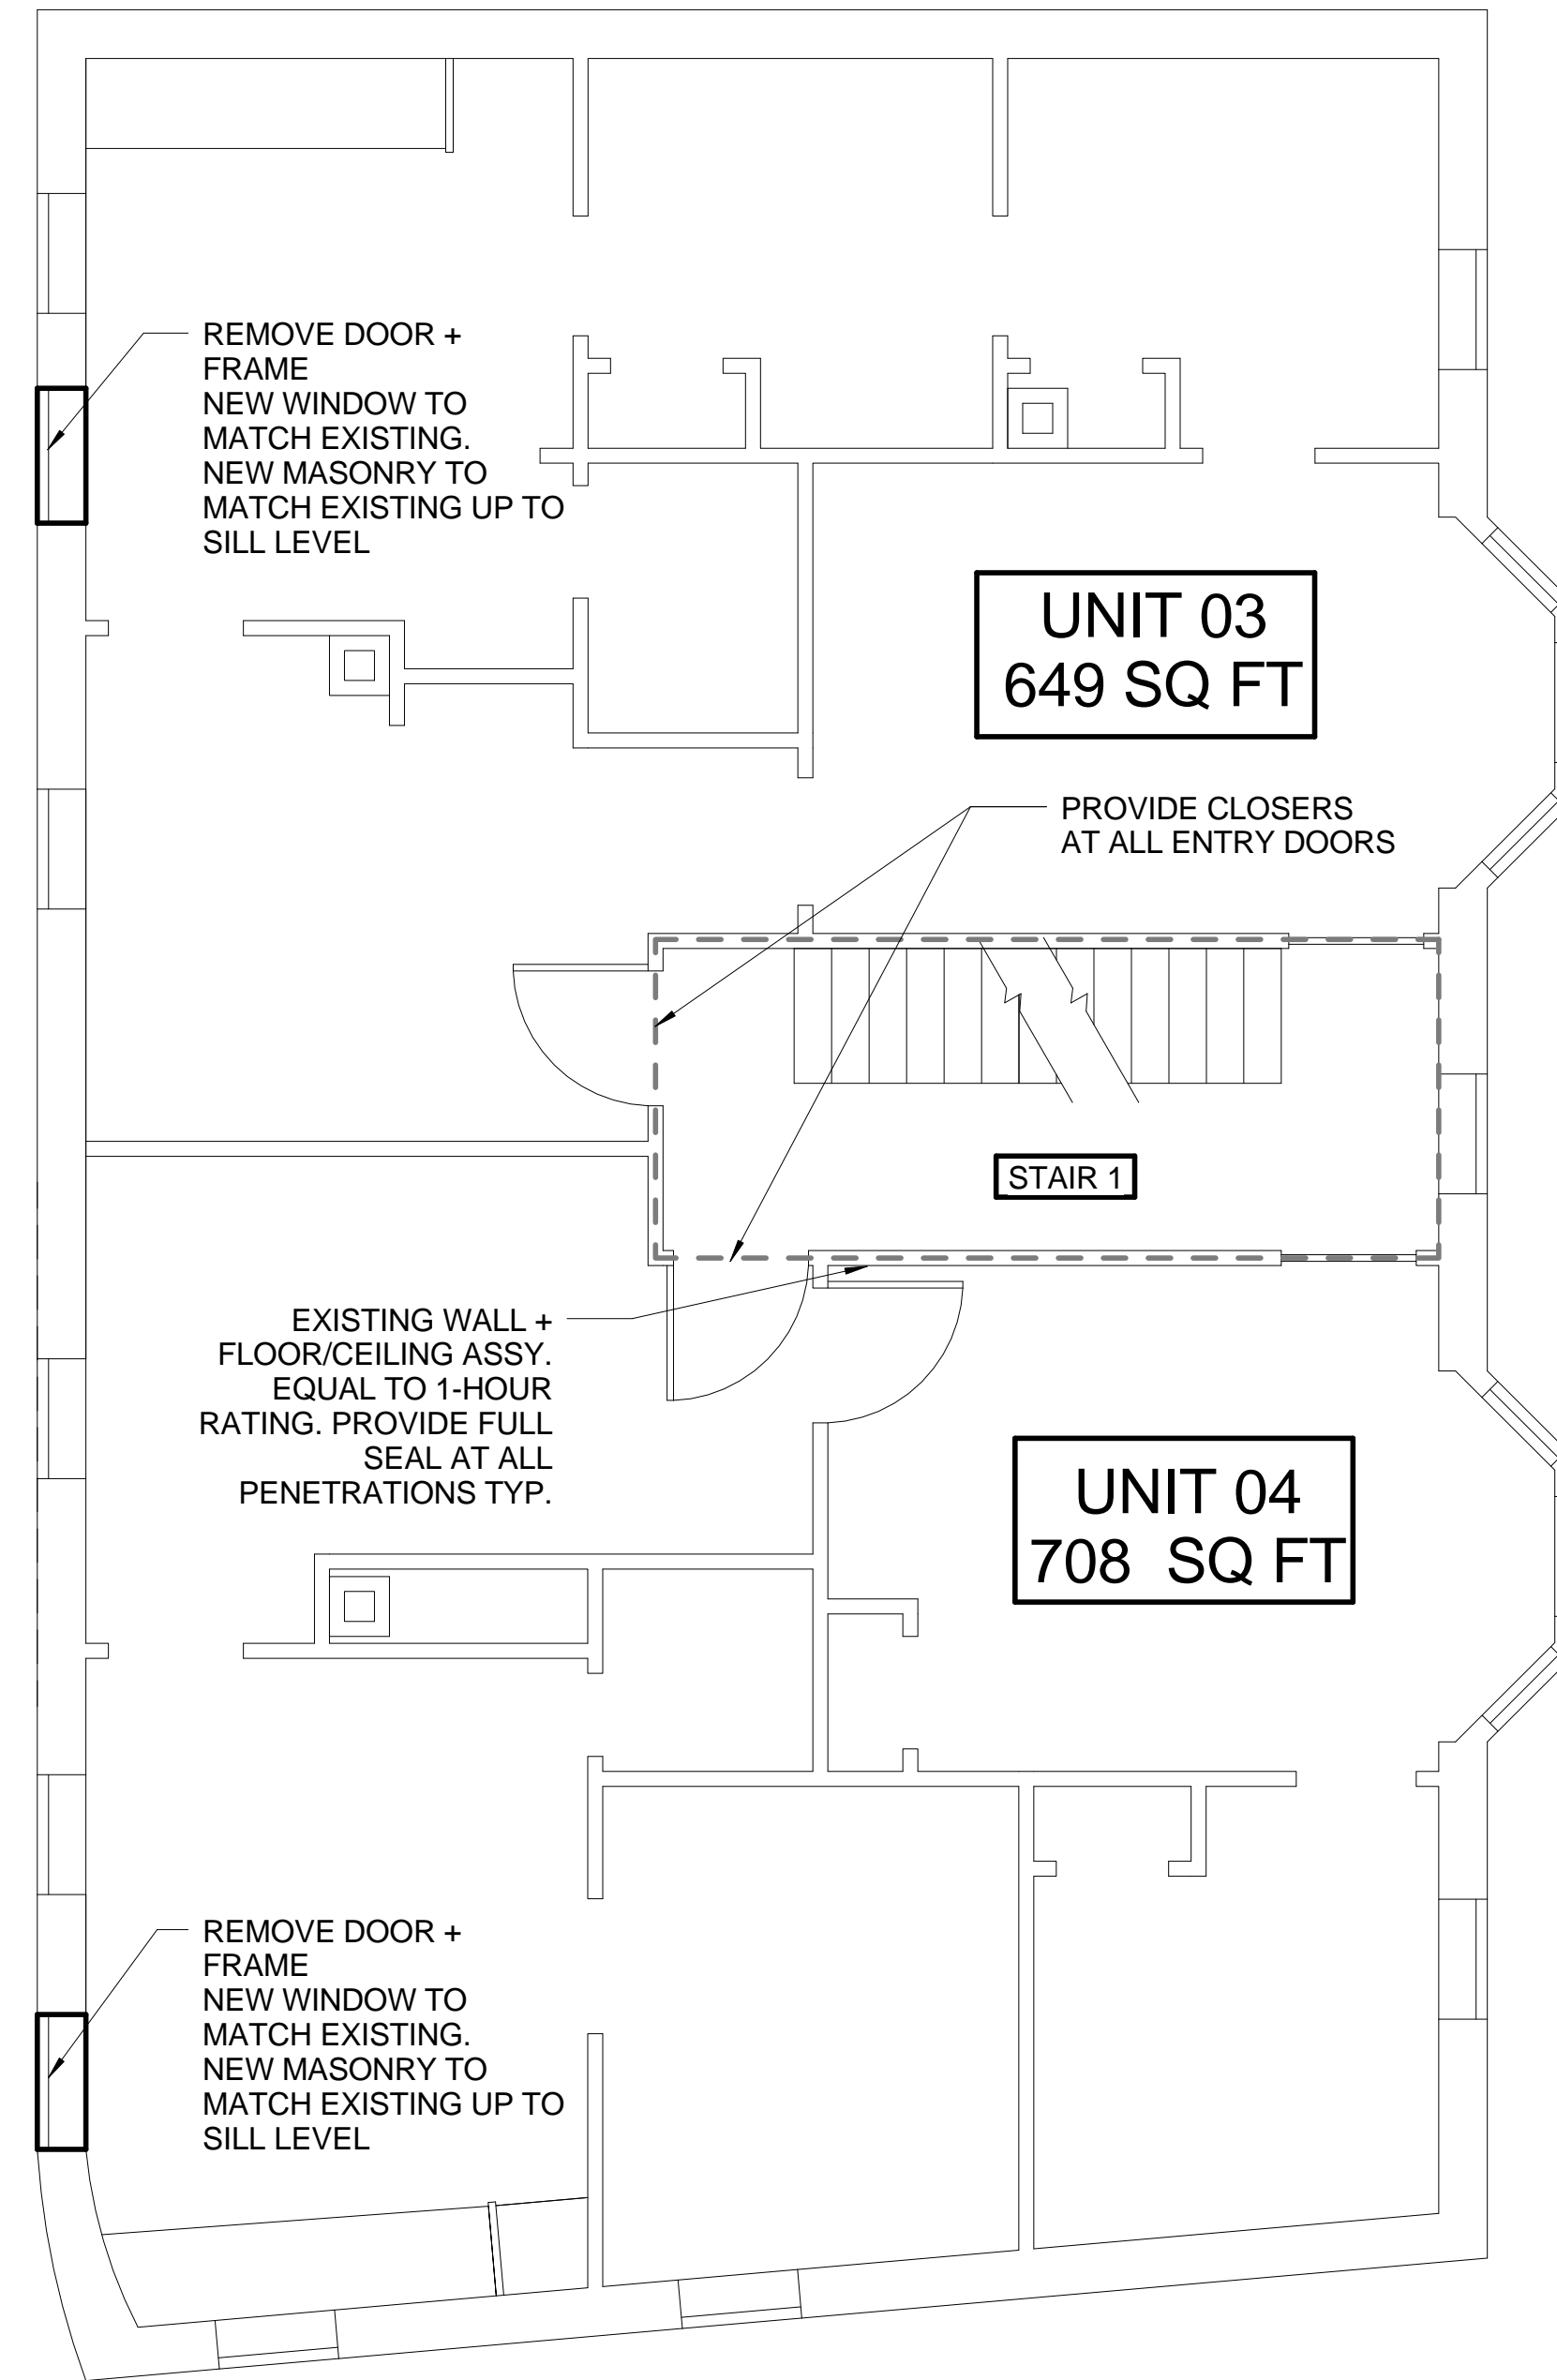 REMOVE DOOR +
FRAME
NEW WINDOW TO
MATCH EXISTING.
NEW MASONRY TO
MATCH EXISTING UP TO
SILL LEVEL
UNIT 03
649 SQ FT
PROVIDE CLOSERS
AT ALL ENTRY DOORS
STAIR 1
EXISTING WALL +
FLOOR/CEILING ASSY.
EQUAL TO 1-HOUR
RATING. PROVIDE FULL
SEAL AT ALL
PENETRATIONS TYP.
UNIT 04
708 SQ FT
REMOVE DOOR +
FRAME
NEW WINDOW TO
MATCH EXISTING.
NEW MASONRY TO
MATCH EXISTING UP TO
SILL LEVEL